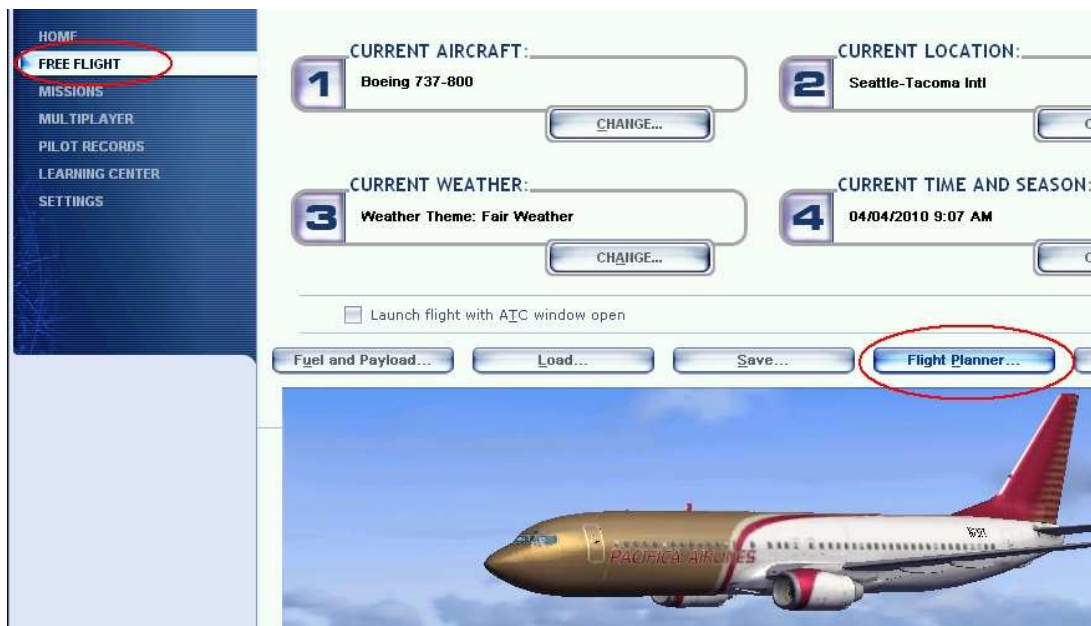 HOME
FREE FLIGHT
MISSIONS
MULTIPLAYER
PILOT RECORDS
LEARNING CENTER
SETTINGS
CURRENT AIRCRAFT:
1
Boeing 737-800
CHANGE...
CURRENT LOCATION:
2
Seattle-Tacoma Intl
C
CURRENT WEATHER:
3
Weather Theme: Fair Weather
CHANGE...
CURRENT TIME AND SEASON:
4
04/04/2010 9:07 AM
C
Launch flight with ATC window open
Fuel and Payload...
Load...
Save...
Flight Planner...
PACIFICA AIRLINES